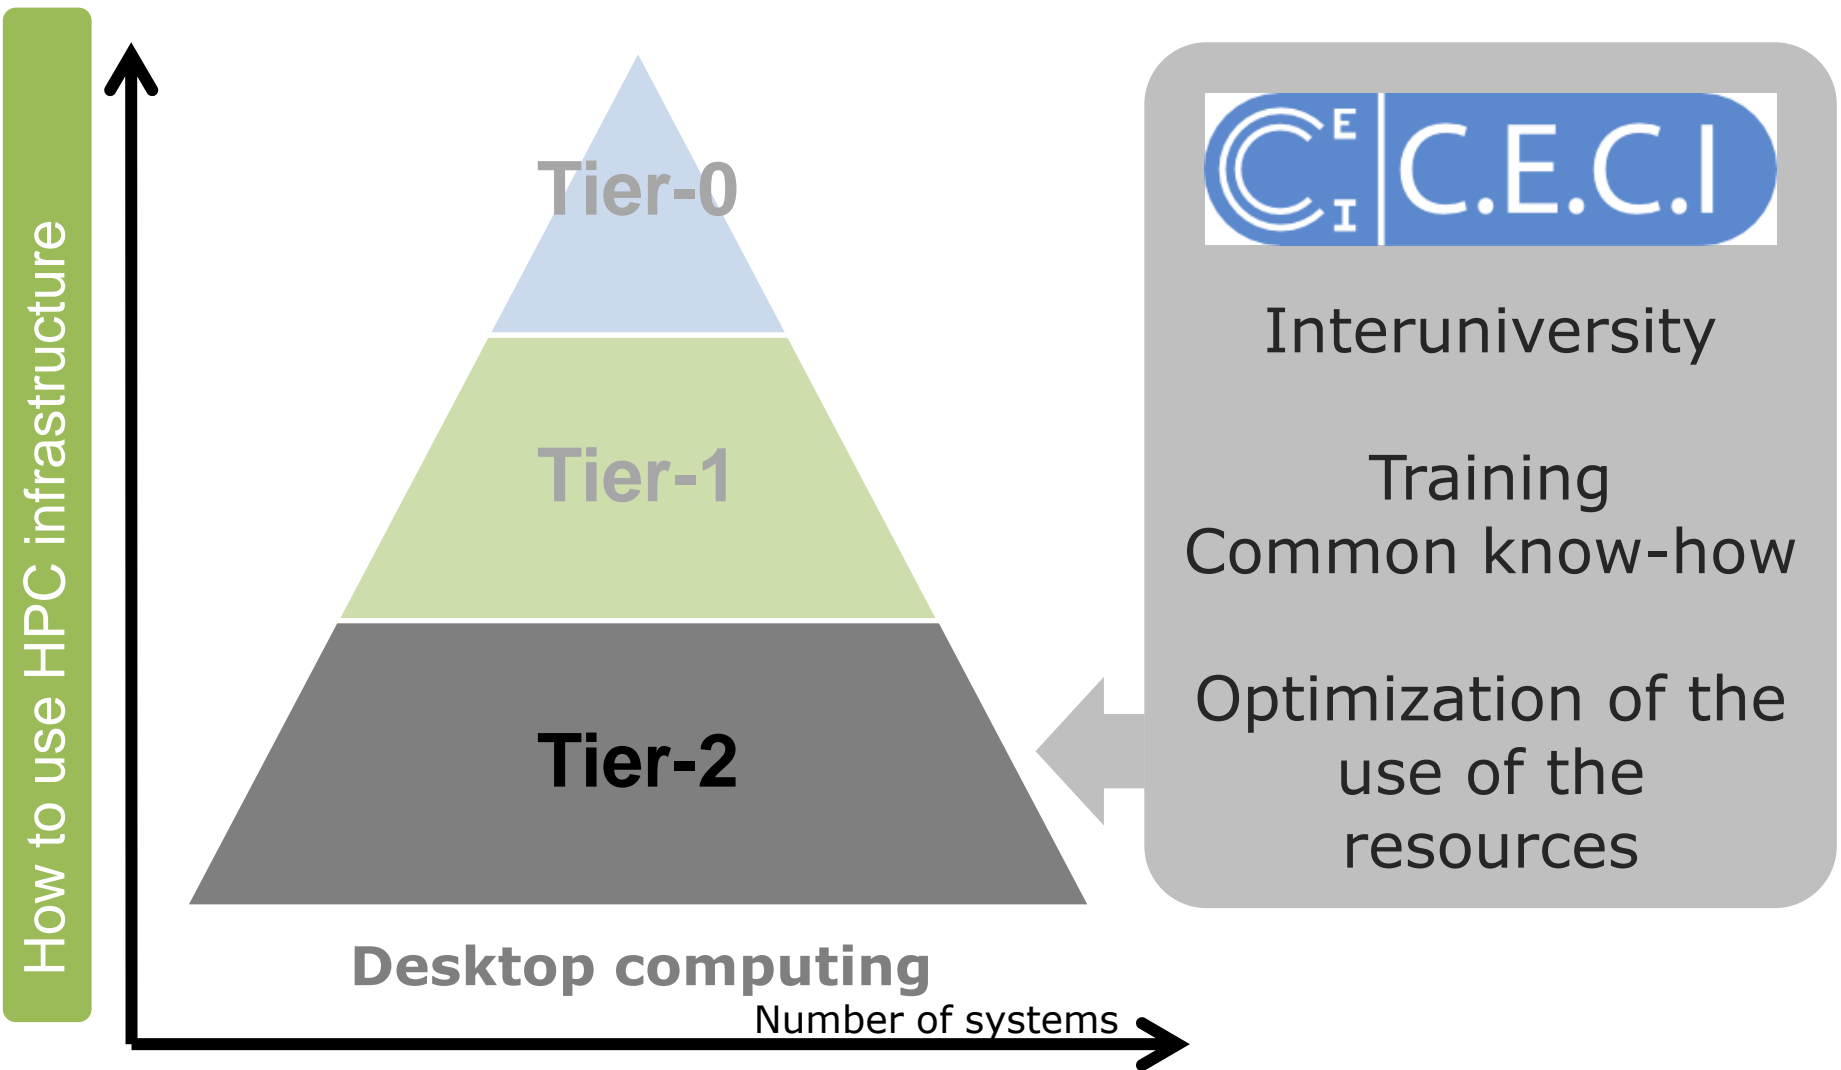 How to use HPC infrastructure
Tier-0
Tier-1
Tier-2
Desktop computing
Number of systems
C E I C.E.C.I
Interuniversity
Training
Common know-how
Optimization of the
use of the
resources